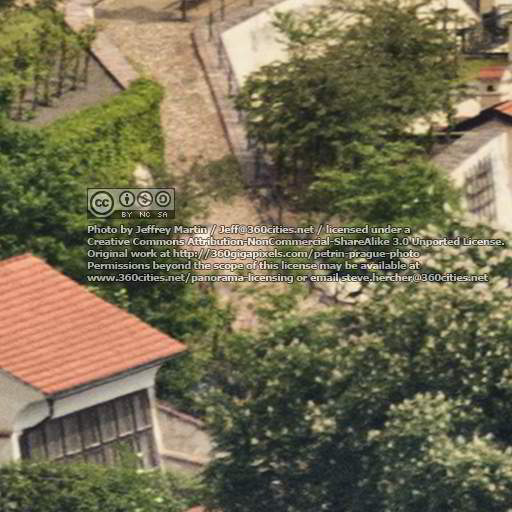 cc BY NC SA
Photo by Jeffrey Martin / Jeff@360cities.net / licensed under a
Creative Commons Attribution-NonCommercial-ShareAlike 3.0 Unported License.
Original work at http://360gigapixels.com/petrin-prague-photo
Permissions beyond the scope of this license may be available at
www.360cities.net/panorama-licensing or email steve.hercher@360cities.net